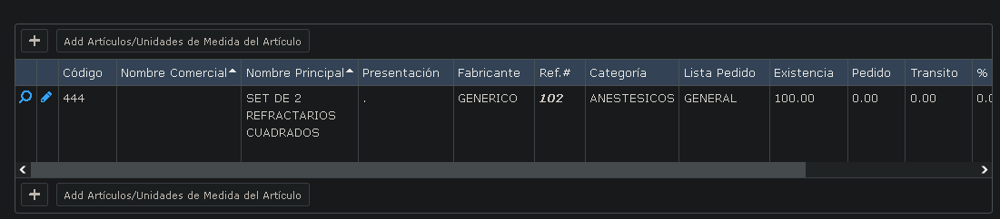 + Add Artículos/Unidades de Medida del Artículo
Código Nombre Comercial Nombre Principal Presentación Fabricante Ref.# Categoría Lista Pedido Existencia Pedido Transito %
444 SET DE 2 . GENERICO 102 ANESTESICOS GENERAL 100.00 0.00 0.00 0.0
REFRACTARIOS
CUADRADOS
+ Add Artículos/Unidades de Medida del Artículo